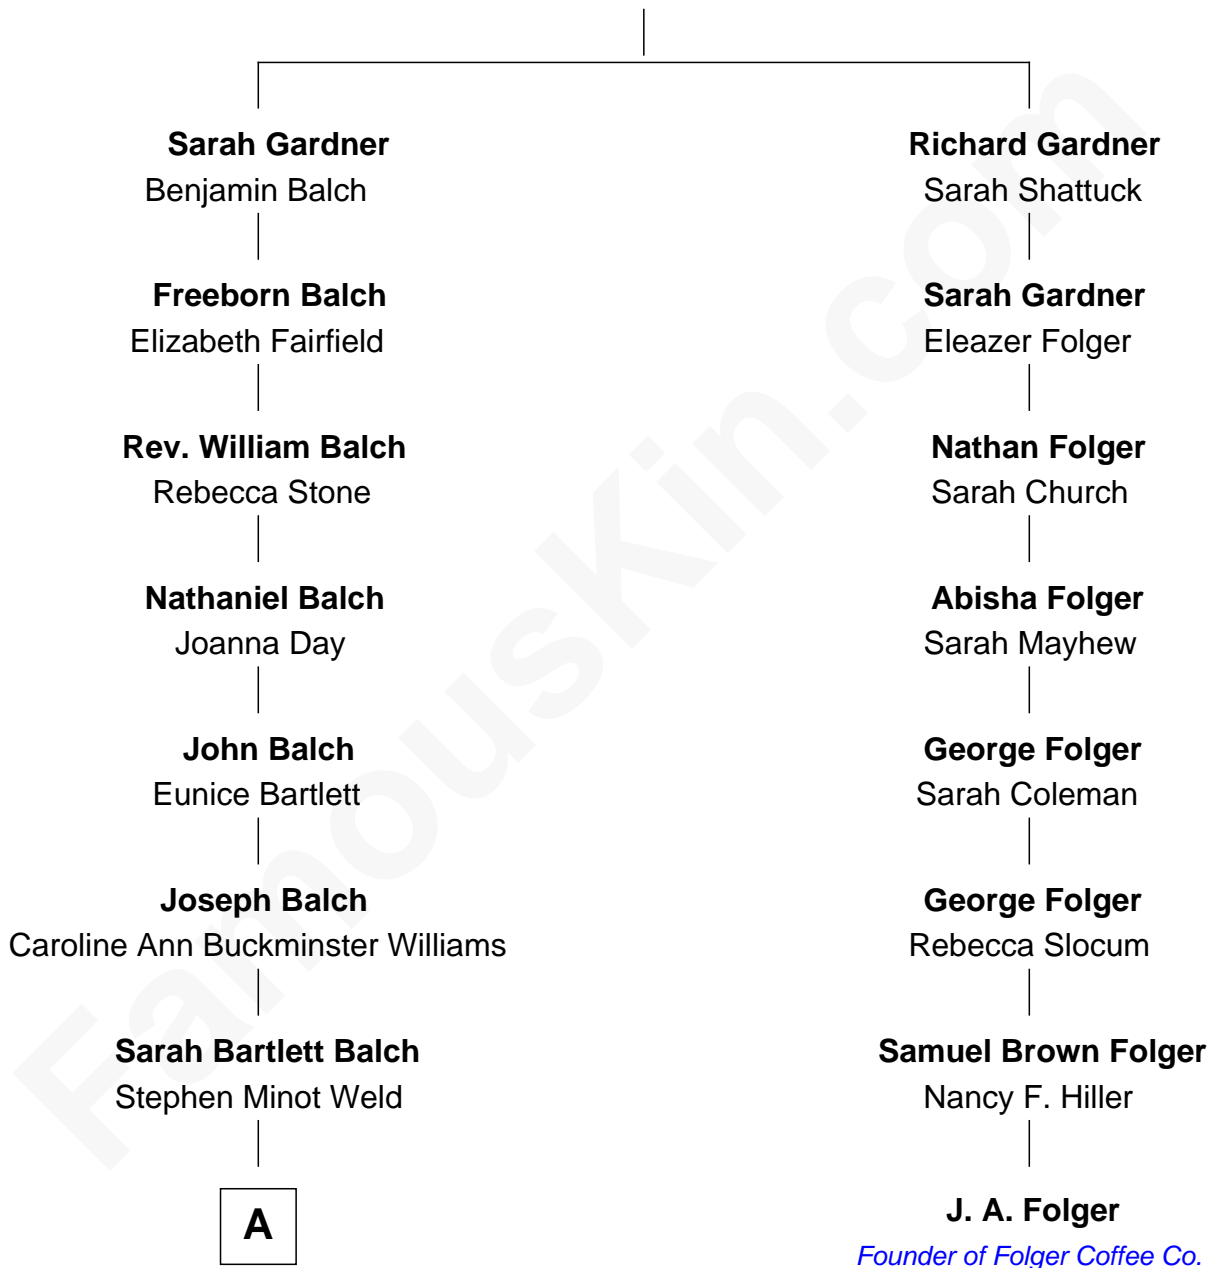 Sarah Gardner
Benjamin Balch
Freeborn Balch
Elizabeth Fairfield
Rev. William Balch
Rebecca Stone
Nathaniel Balch
Joanna Day
John Balch
Eunice Bartlett
Joseph Balch
Caroline Ann Buckminster Williams
Sarah Bartlett Balch
Stephen Minot Weld
A
Richard Gardner
Sarah Shattuck
Sarah Gardner
Eleazer Folger
Nathan Folger
Sarah Church
Abisha Folger
Sarah Mayhew
George Folger
Sarah Coleman
George Folger
Rebecca Slocum
Samuel Brown Folger
Nancy F. Hiller
J. A. Folger
Founder of Folger Coffee Co.
FamousKin.com